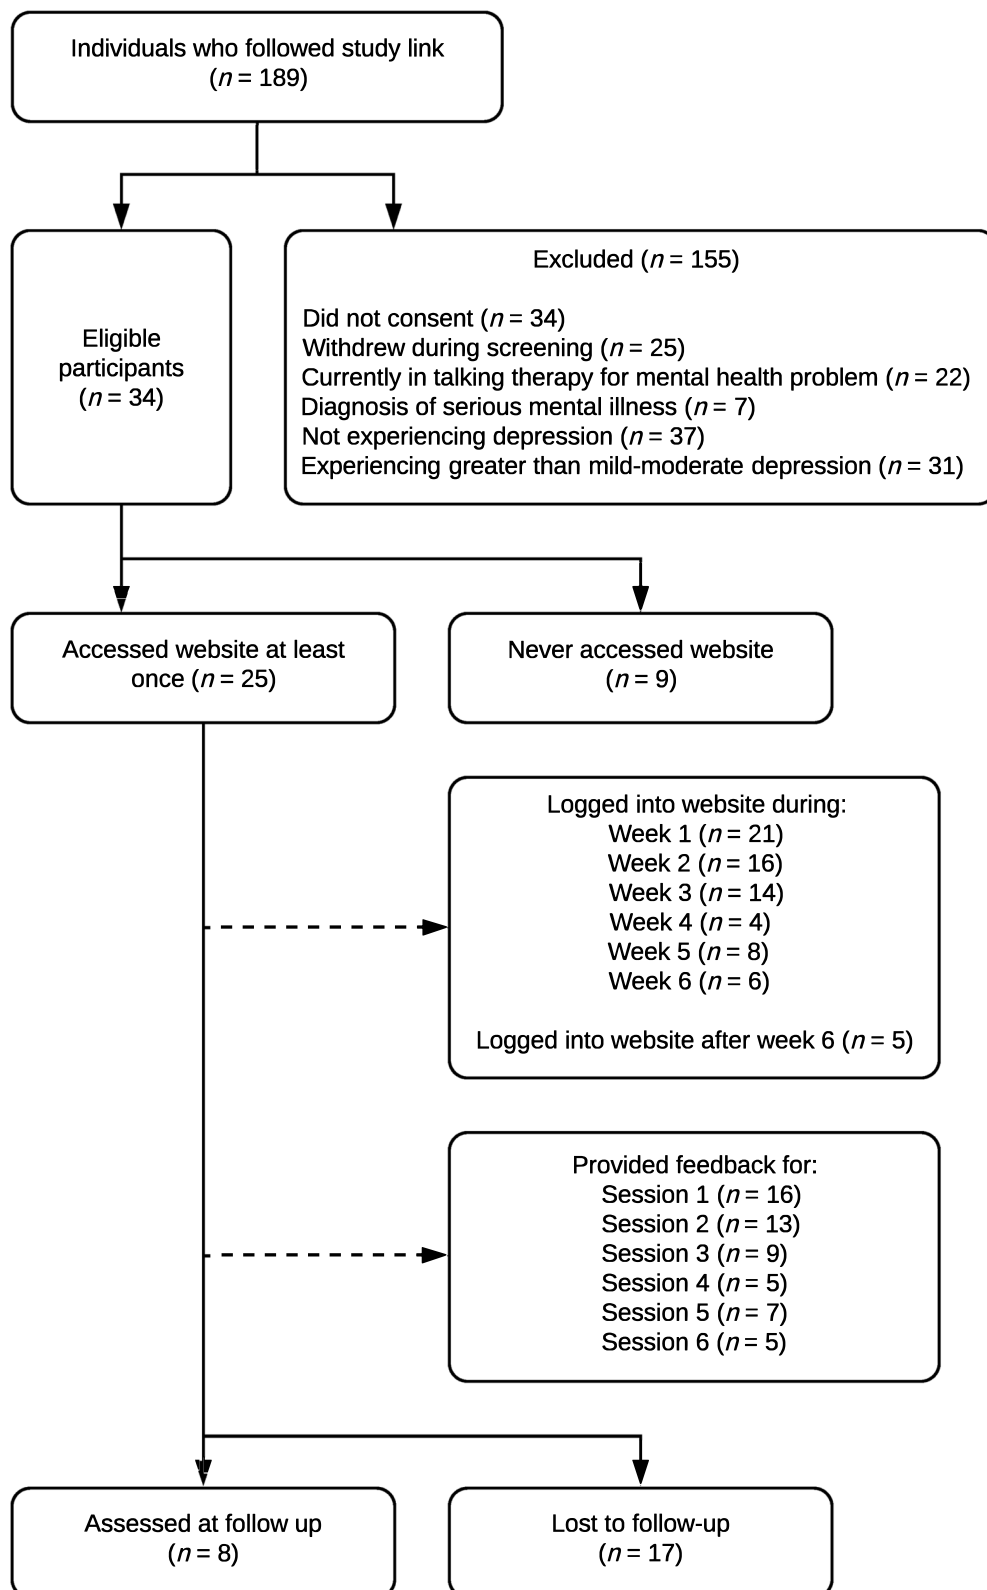 Individuals who followed study link
(n = 189)
Eligible
participants
(n = 34)
Excluded (n = 155)
Did not consent (n = 34)
Withdrew during screening (n = 25)
Currently in talking therapy for mental health problem (n = 22)
Diagnosis of serious mental illness (n = 7)
Not experiencing depression (n = 37)
Experiencing greater than mild-moderate depression (n = 31)
Accessed website at least
once (n = 25)
Never accessed website
(n = 9)
Logged into website during:
Week 1 (n = 21)
Week 2 (n = 16)
Week 3 (n = 14)
Week 4 (n = 4)
Week 5 (n = 8)
Week 6 (n = 6)
Logged into website after week 6 (n = 5)
Provided feedback for:
Session 1 (n = 16)
Session 2 (n = 13)
Session 3 (n = 9)
Session 4 (n = 5)
Session 5 (n = 7)
Session 6 (n = 5)
Assessed at follow up
(n = 8)
Lost to follow-up
(n = 17)